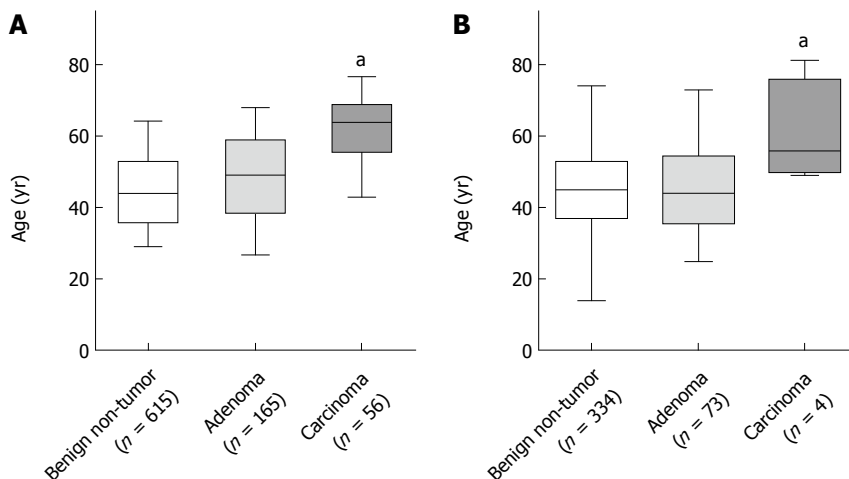 A
80
60
40
20
0
Age (yr)
a
Benign non-tumor
(n = 615)
Adenoma
(n = 165)
Carcinoma
(n = 56)
B
80
60
40
20
0
Age (yr)
a
Benign non-tumor
(n = 334)
Adenoma
(n = 73)
Carcinoma
(n = 4)